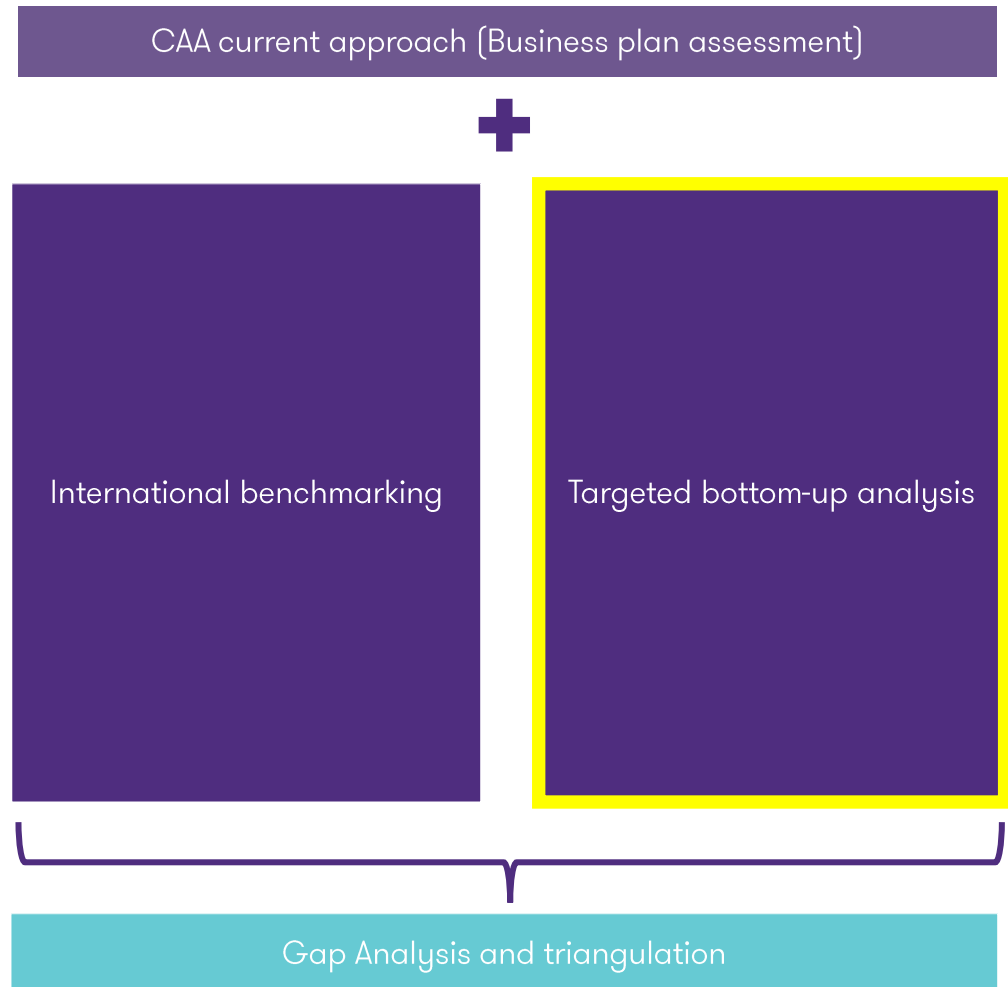 CAA current approach (Business plan assessment)
International benchmarking
Targeted bottom-up analysis
Gap Analysis and triangulation